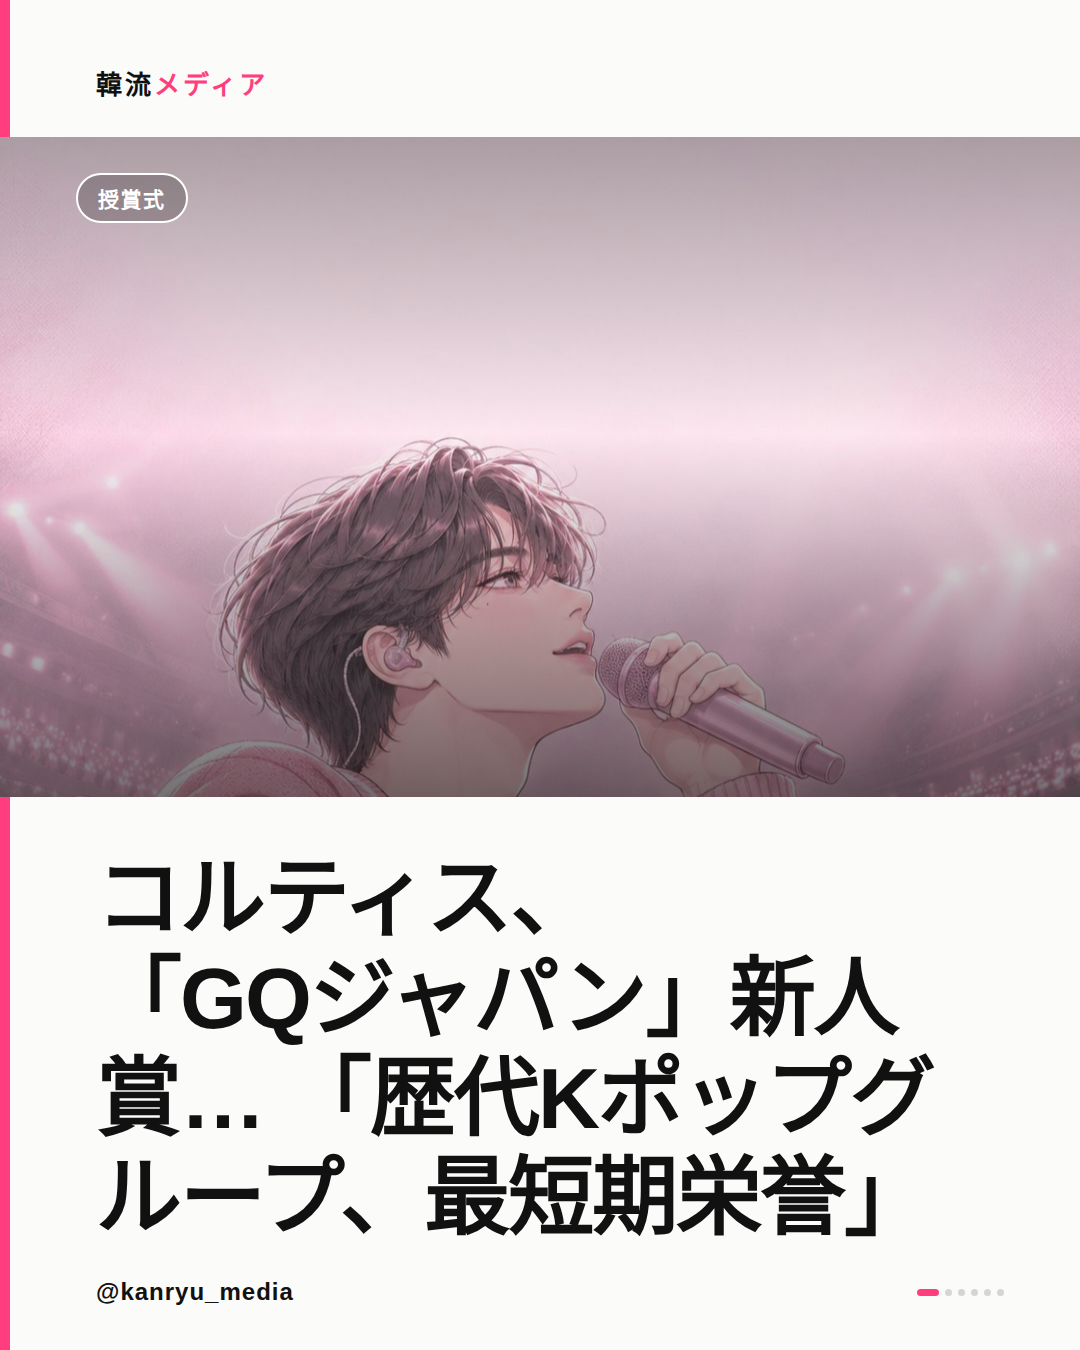 韓流メディア
授賞式
コルティス、
「GQジャパン」新人
賞…「歴代Kポップグ
ループ、最短期栄誉」
@kanryu_media